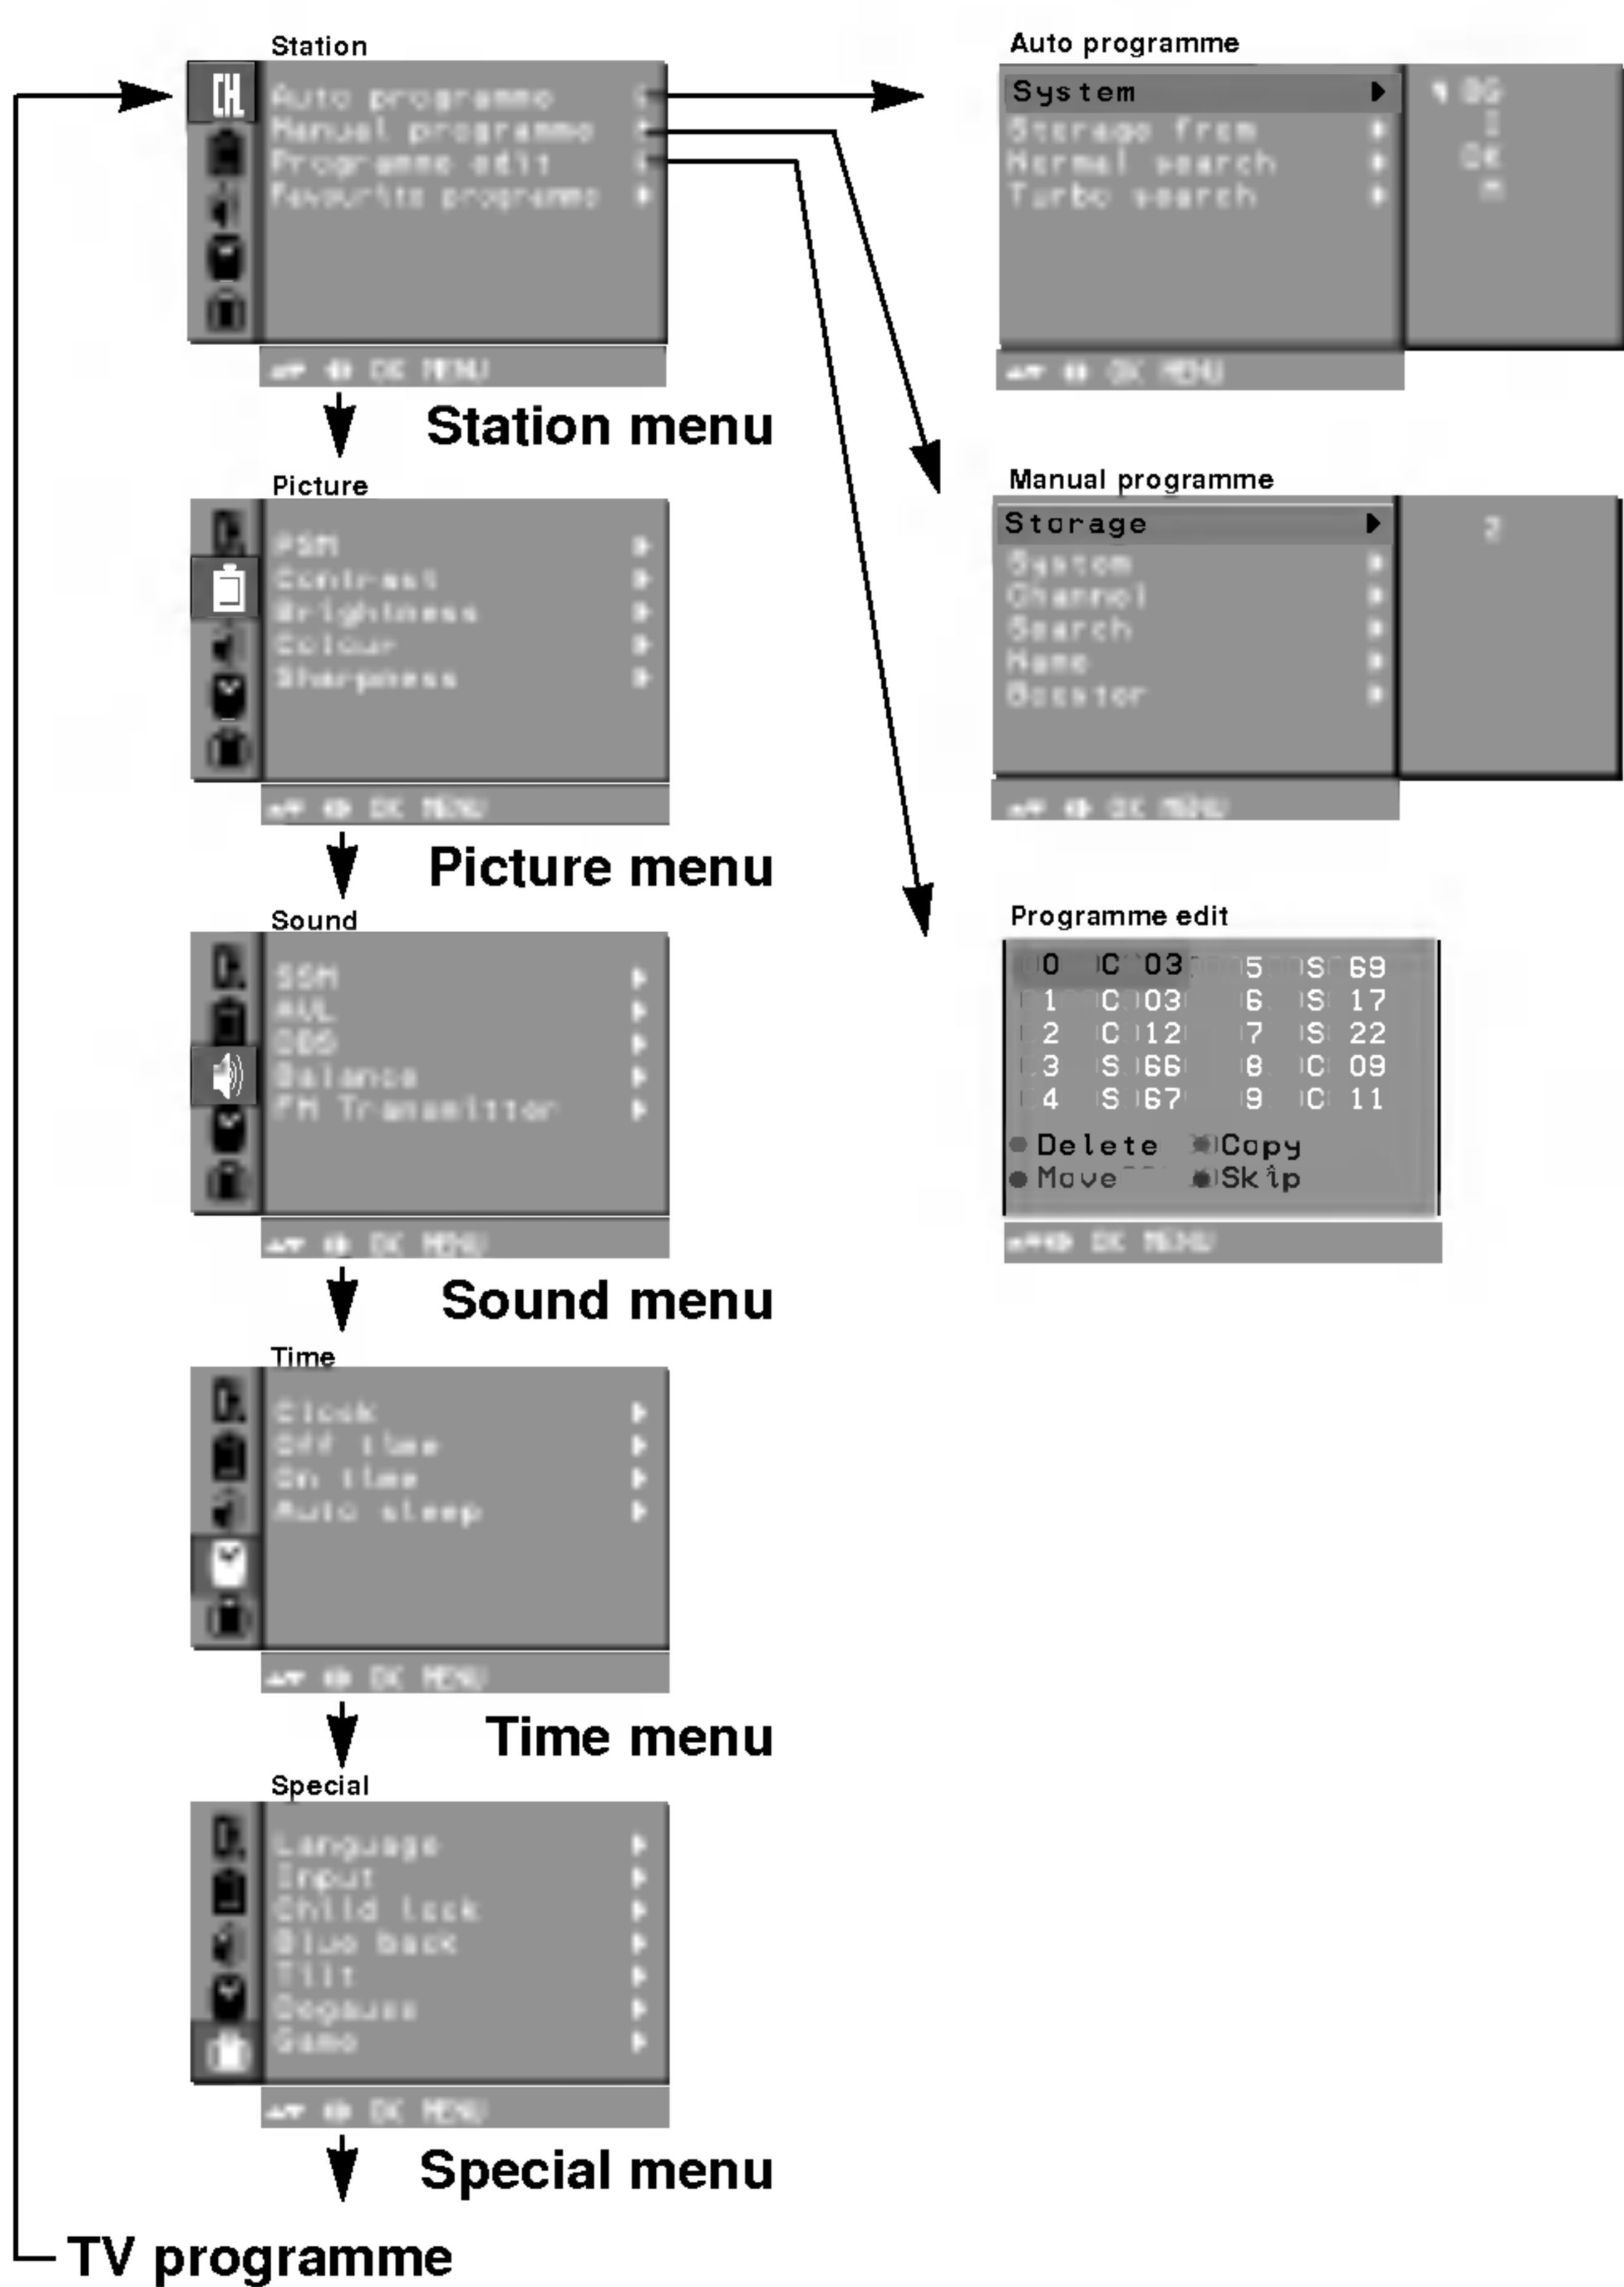 Station
CH.
Auto programme
Manual programme
Programme edit
Favourite programme
OK MENU
Station menu
Picture
PSM
Contrast
Brightness
Colour
Sharpness
OK MENU
Picture menu
Sound
SSM
AVL
DBS
Balance
FM Transmitter
OK MENU
Sound menu
Time
Clock
Off time
On time
Auto sleep
OK MENU
Time menu
Special
Language
Input
Child lock
Blue back
Tilt
Degauss
Game
OK MENU
Special menu
TV programme
Auto programme
System BG
Storage from I
Normal search DK
Turbo search M
OK MENU
Manual programme
Storage 2
System
Channel
Search
Name
Booster
OK MENU
Programme edit
0 C 03 5 S 69
1 C 03 6 S 17
2 C 12 7 S 22
3 S 66 8 C 09
4 S 67 9 C 11
Delete Copy
Move Skip
OK MENU